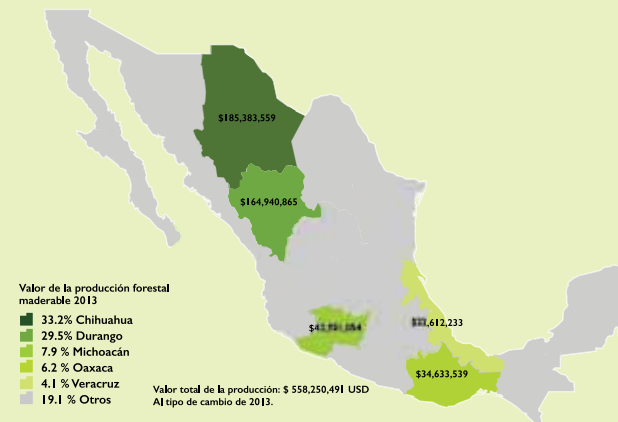 $185,383,559
$164,940,865
,612,233
$34,633,539
Valor de la producción forestal
maderable 2013
33.2% Chihuahua
29.5% Durango
7.9 % Michoacán
6.2 % Oaxaca
4.1 % Veracruz
19.1 % Otros
Valor total de la producción: $ 558,250,491 USD
Al tipo de cambio de 2013.